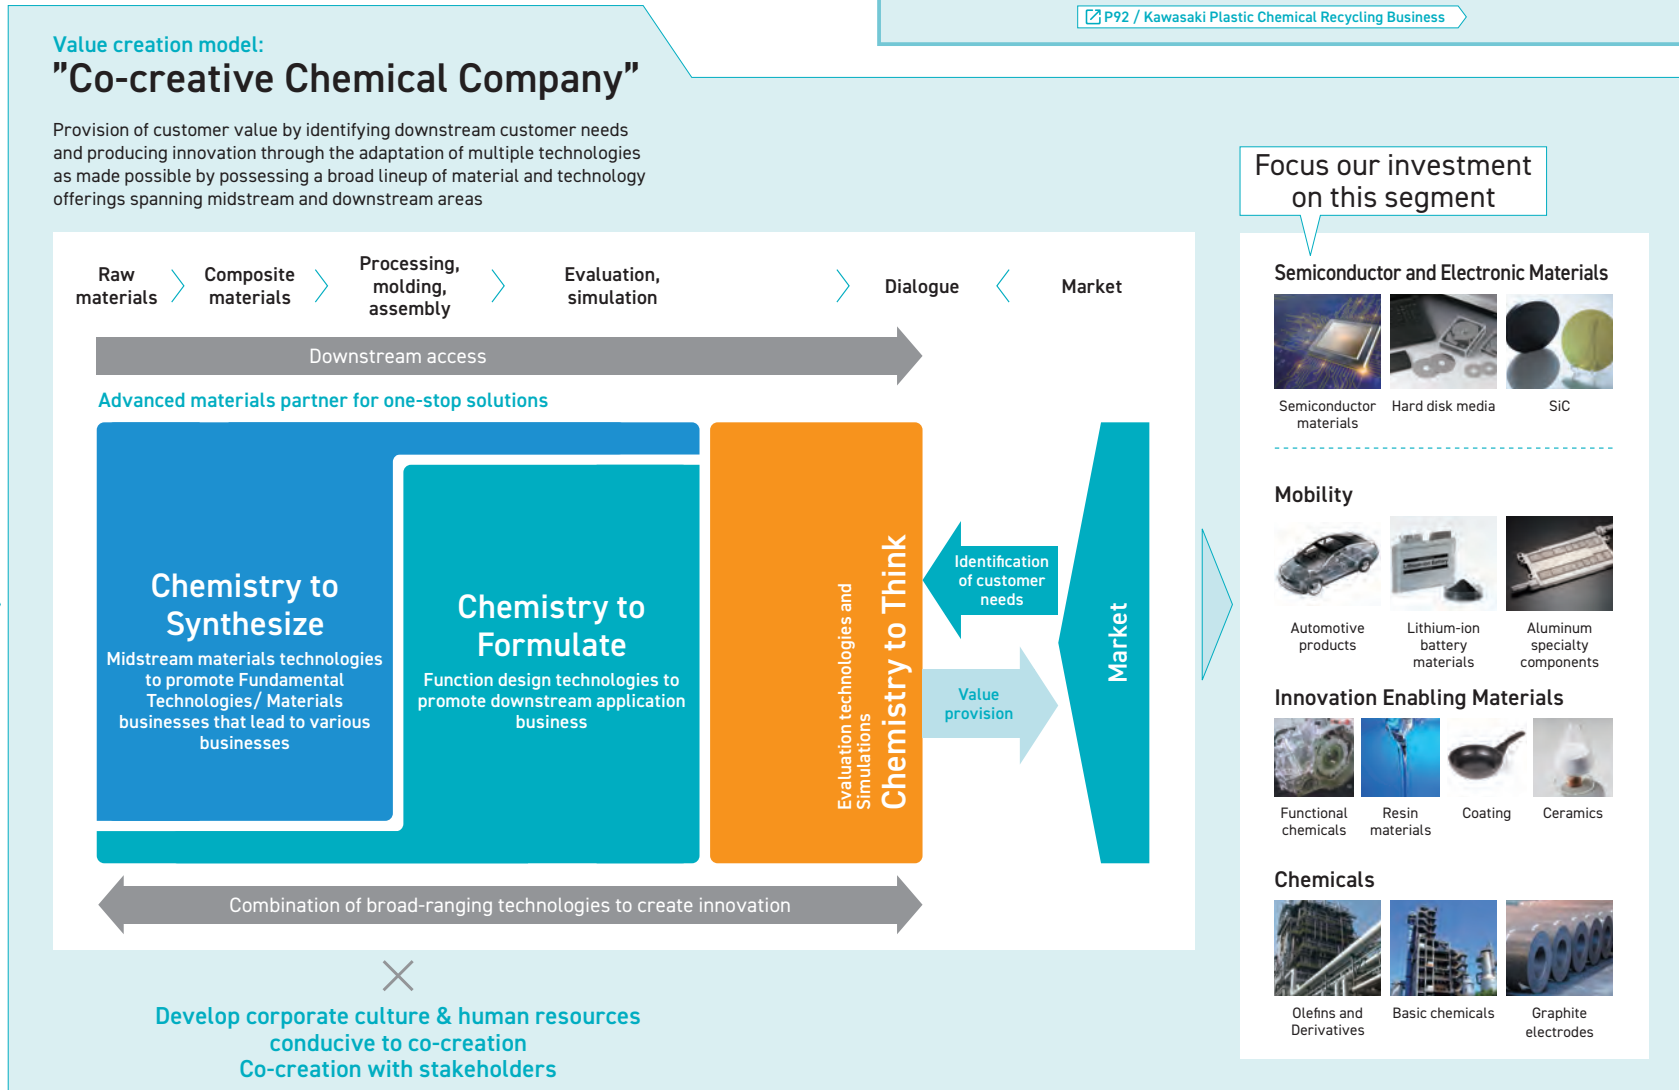 P92 / Kawasaki Plastic Chemical Recycling Business
Value creation model:
"Co-creative Chemical Company"
Provision of customer value by identifying downstream customer needs
and producing innovation through the adaptation of multiple technologies
as made possible by possessing a broad lineup of material and technology
offerings spanning midstream and downstream areas
Raw
materials
Composite
materials
Processing,
molding,
assembly
Evaluation,
simulation
Dialogue
Market
Downstream access
Advanced materials partner for one-stop solutions
Chemistry to
Synthesize
Midstream materials technologies
to promote Fundamental
Technologies/ Materials
businesses that lead to various
businesses
Chemistry to
Formulate
Function design technologies to
promote downstream application
business
Evaluation technologies and
Simulations
Chemistry to Think
Identification
of customer
needs
Value
provision
Market
Combination of broad-ranging technologies to create innovation
Develop corporate culture & human resources
conducive to co-creation
Co-creation with stakeholders
Focus our investment
on this segment
Semiconductor and Electronic Materials
Semiconductor
materials
Hard disk media
SiC
Mobility
Automotive
products
Lithium-ion
battery
materials
Aluminum
specialty
components
Innovation Enabling Materials
Functional
chemicals
Resin
materials
Coating
Ceramics
Chemicals
Olefins and
Derivatives
Basic chemicals
Graphite
electrodes